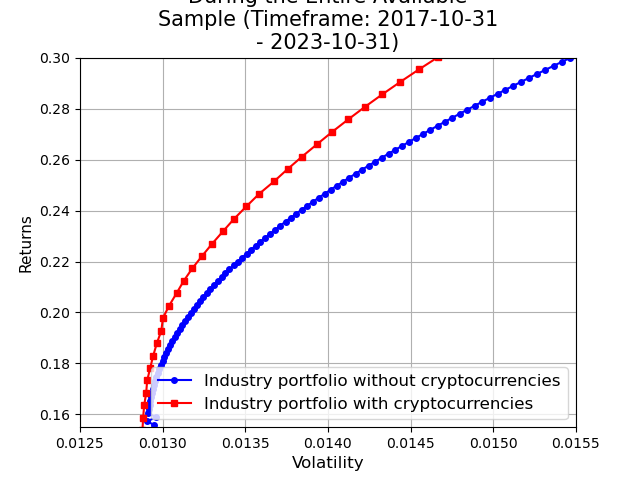 During the Entire Available
Sample (Timeframe: 2017-10-31
- 2023-10-31)
0.30
0.28
0.26
0.24
0.22
0.20
0.18
0.16
Returns
Industry portfolio without cryptocurrencies
Industry portfolio with cryptocurrencies
0.0125 0.0130 0.0135 0.0140 0.0145 0.0150 0.0155
Volatility